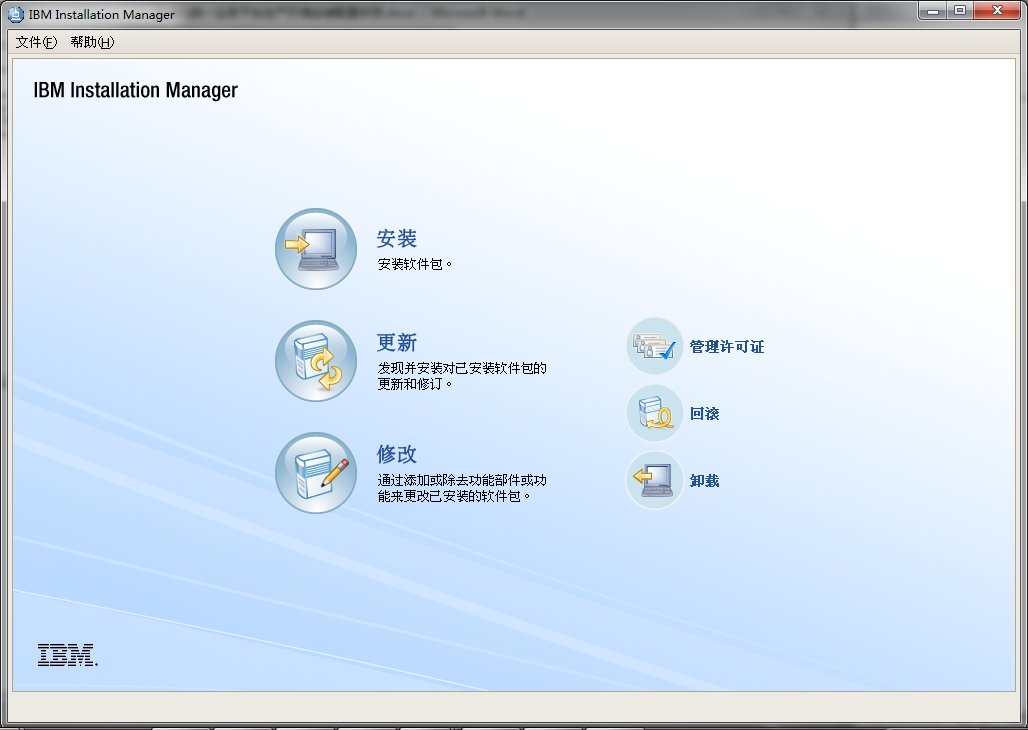 IBM Installation Manager
文件(F) 帮助(H)
IBM Installation Manager
安装
安装软件包。
更新
发现并安装对已安装软件包的
更新和修订。
修改
通过添加或除去功能部件或功
能来更改已安装的软件包。
管理许可证
回滚
卸载
IBM.